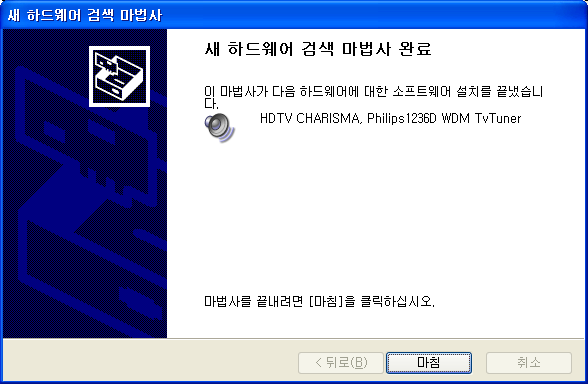 새 하드웨어 검색 마법사
새 하드웨어 검색 마법사 완료
이 마법사가 다음 하드웨어에 대한 소프트웨어 설치를 끝냈습니
다.
HDTV CHARISMA, Philips1236D WDM TvTuner
마법사를 끝내려면 [마침]을 클릭하십시오.
< 뒤로(B) 마침 취소